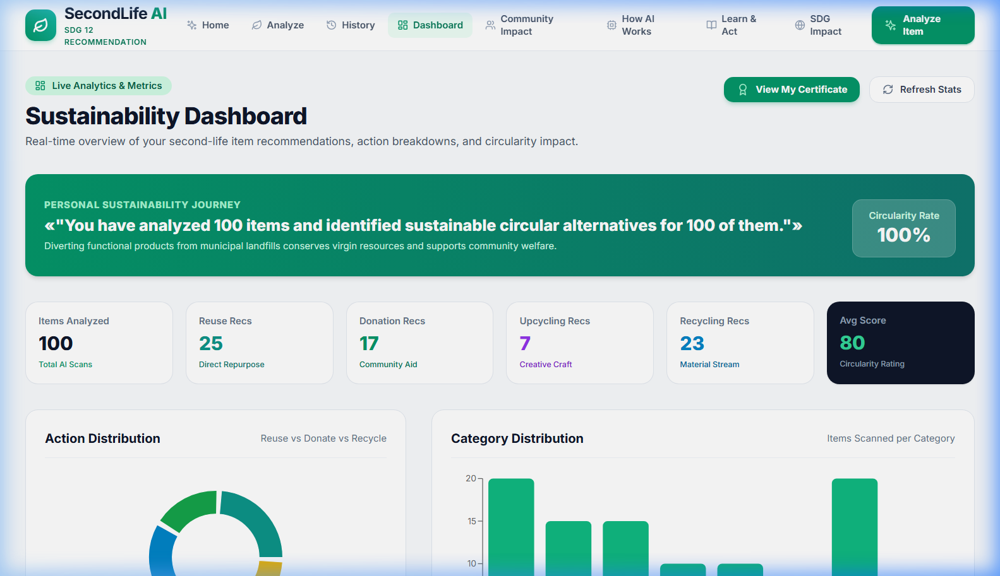 SecondLife AI
SDG 12
RECOMMENDATION
Home
Analyze
History
Dashboard
Community
Impact
How AI
Works
Learn &
Act
SDG
Impact
Analyze
Item
Live Analytics & Metrics
View My Certificate
Refresh Stats
Sustainability Dashboard
Real-time overview of your second-life item recommendations, action breakdowns, and circularity impact.
PERSONAL SUSTAINABILITY JOURNEY
«"You have analyzed 100 items and identified sustainable circular alternatives for 100 of them."»
Diverting functional products from municipal landfills conserves virgin resources and supports community welfare.
Circularity Rate
100%
Items Analyzed
100
Total AI Scans
Reuse Recs
25
Direct Repurpose
Donation Recs
17
Community Aid
Upcycling Recs
7
Creative Craft
Recycling Recs
23
Material Stream
Avg Score
80
Circularity Rating
Action Distribution
Reuse vs Donate vs Recycle
Category Distribution
Items Scanned per Category
20
15
10